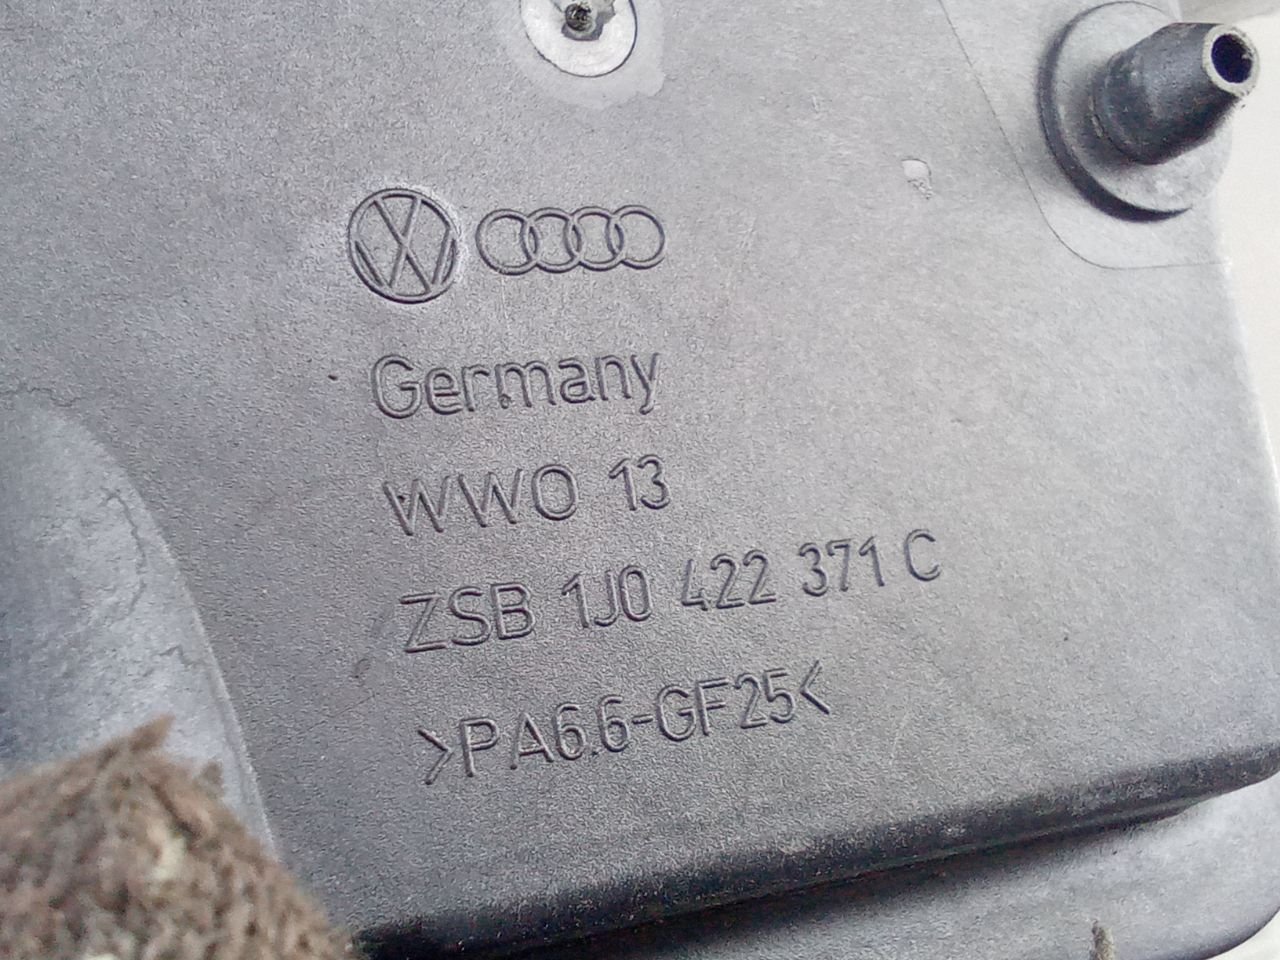 Germany
WWO 13
ZSB 1J0 422 371 C
>PA6.6-GF25<